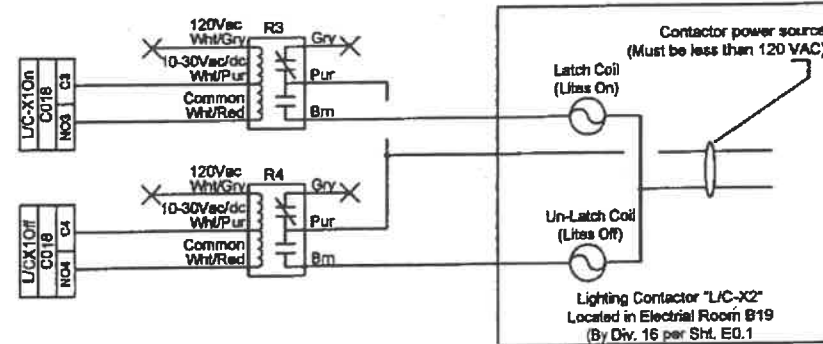 120Vac
Wht/Gry
R3
Gry
10-30Vac/dc
Wht/Pur
Pur
Common
Wht/Red
Brn
L/C-X1On
C018
NO3 C3
Contactor power source
(Must be less than 120 VAC)
Latch Coil
(Lites On)
120Vac
Wht/Gry
R4
Gry
10-30Vac/dc
Wht/Pur
Pur
Common
Wht/Red
Brn
L/CX1Off
C018
NO4 C4
Un-Latch Coil
(Lites Off)
Lighting Contactor "L/C-X2"
Located in Electrial Room B19
(By Div. 16 per Sht. E0.1